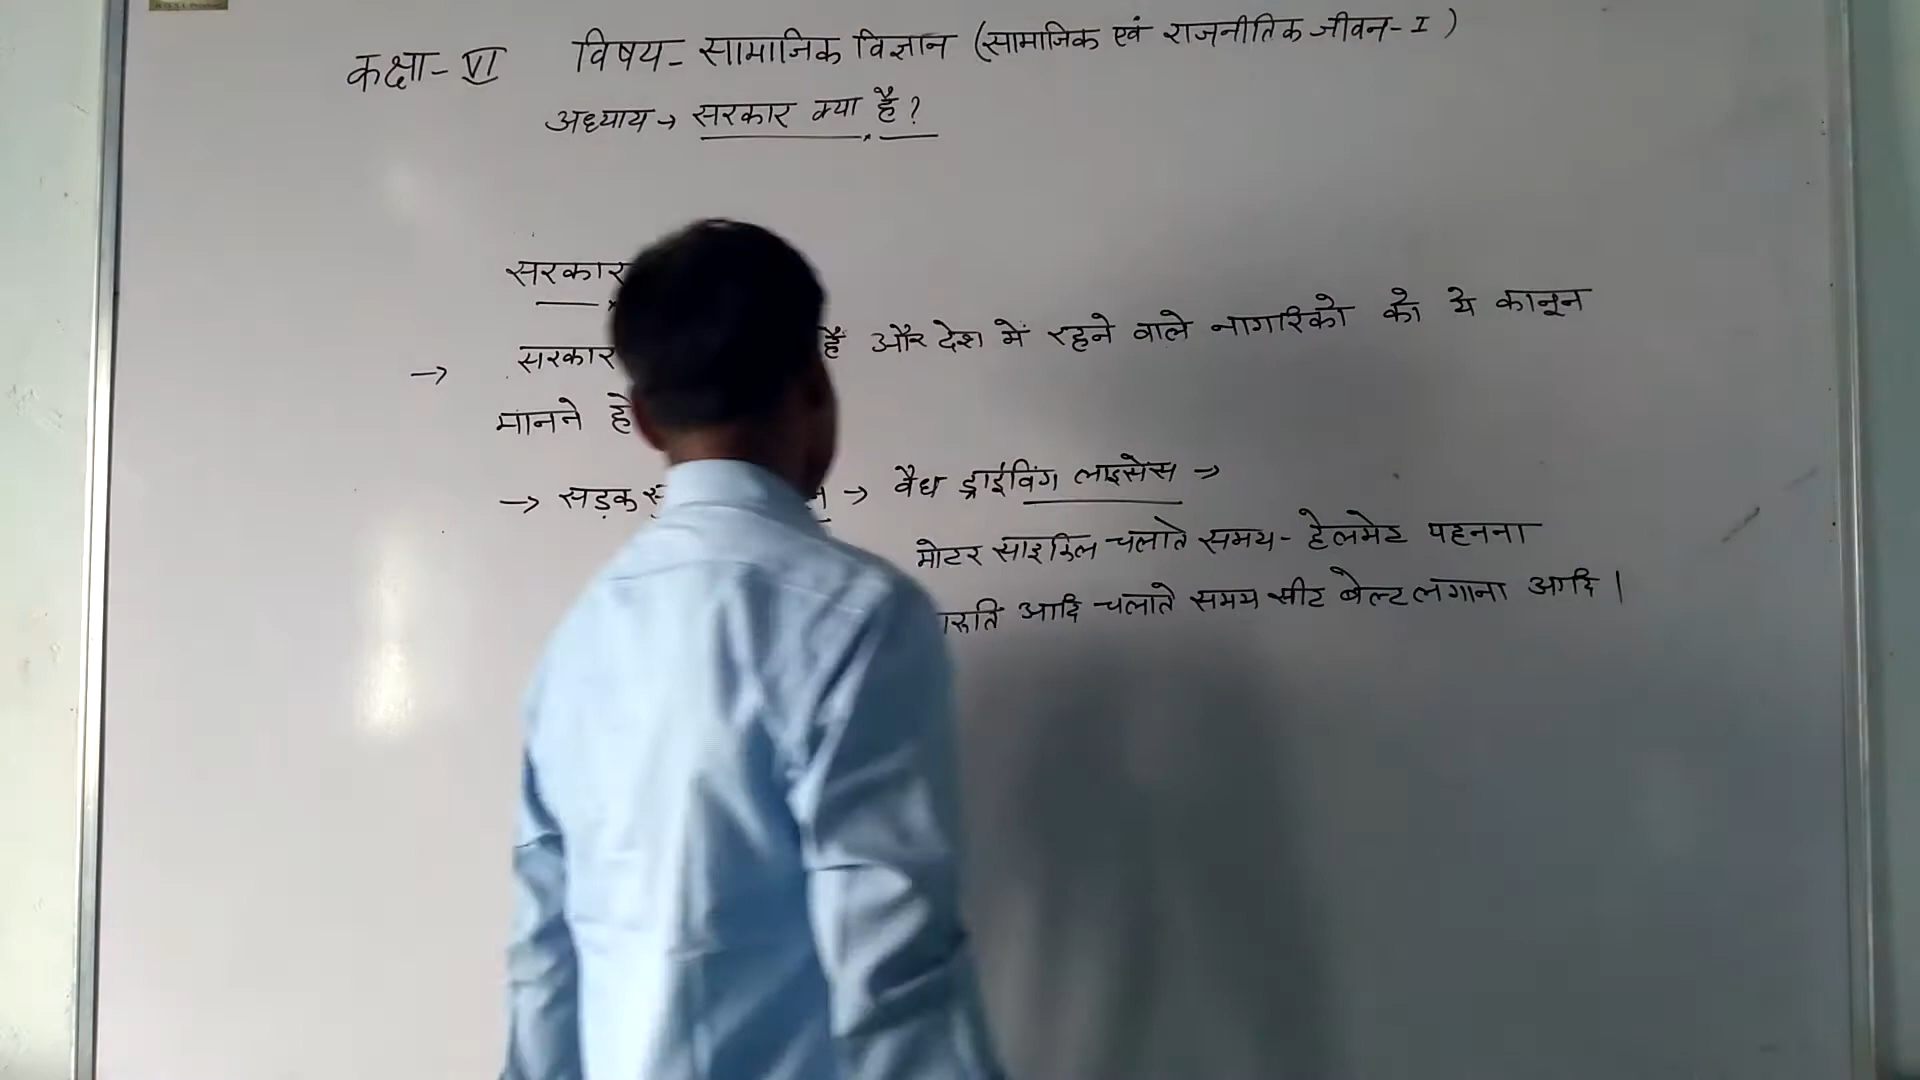 कक्षा- VI विषय- सामाजिक विज्ञान (सामाजिक एवं राजनीतिक जीवन- I )
अध्याय → सरकार क्या है ?
सरकार
→ सरकार हैं और देश में रहने वाले नागरिको को ये कानून
मानने
→ सड़क → वैध ड्राईविंग लाइसेंस →
मोटर साइकिल चलाते समय- हेलमेट पहनना
आदि चलाते समय सीट बेल्ट लगाना आदि |